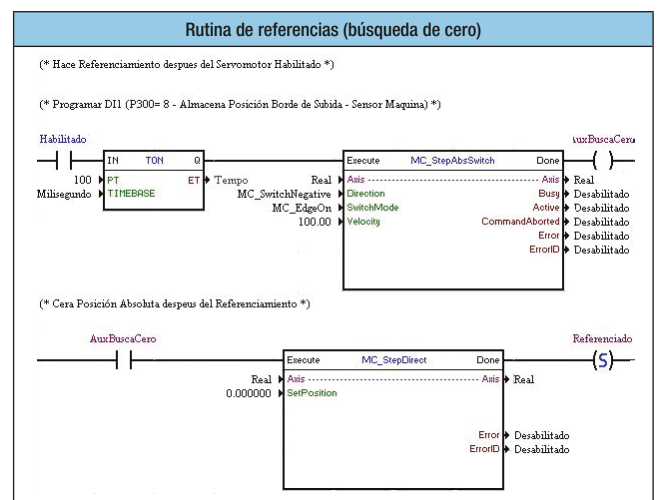 Rutina de referencias (búsqueda de cero)
(* Hace Referenciamiento despues del Servomotor Habilitado *)
(* Programar DI1 (P300= 8 - Almacena Posición Borde de Subida - Sensor Maquina) *)
Habilitado
AuxBuscaCero
IN TON Q
Execute MC_StepAbsSwitch Done
100 PT ET Tempo
Real Axis Axis Real
Milisegundo TIMEBASE
MC_SwitchNegative Direction Busy Desabilitado
MC_EdgeOn SwitchMode Active Desabilitado
100.00 Velocity CommandAborted Desabilitado
Error Desabilitado
ErrorID Desabilitado
(* Cera Posición Absoluta despeus del Referenciamiento *)
AuxBuscaCero
Referenciado
Execute MC_StepDirect Done
(S)
Real Axis Axis Real
0.000000 SetPosition
Error Desabilitado
ErrorID Desabilitado